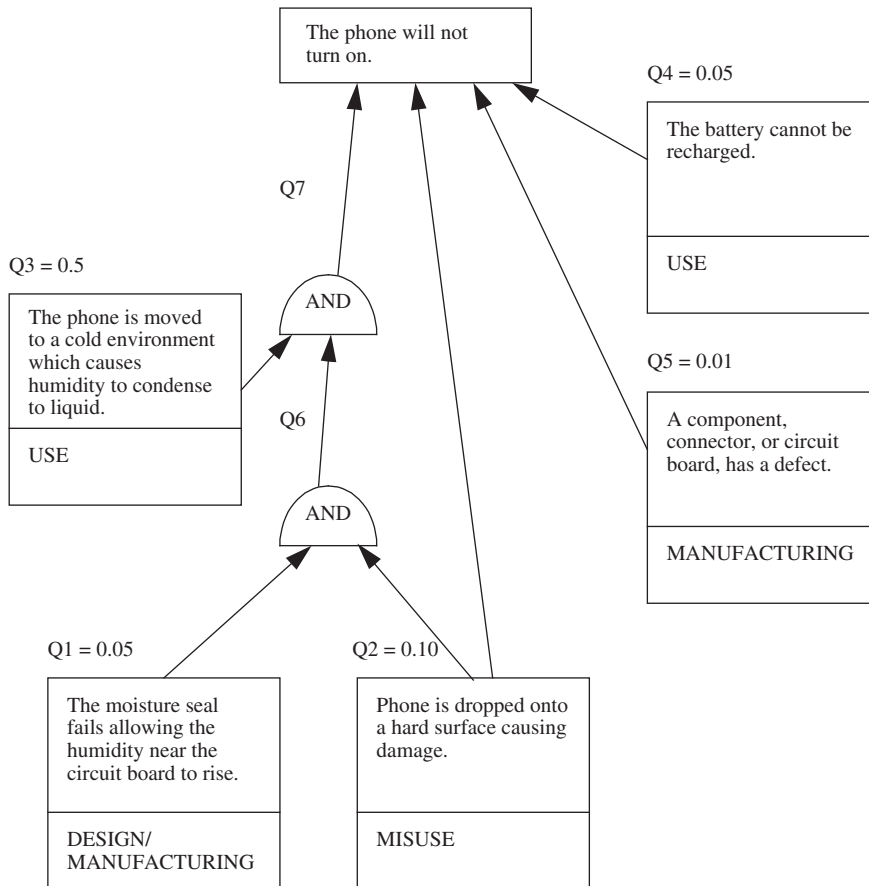 The phone will not
turn on.
Q4 = 0.05
The battery cannot be
recharged.
USE
Q7
Q3 = 0.5
The phone is moved
to a cold environment
which causes
humidity to condense
to liquid.
USE
AND
Q5 = 0.01
A component,
connector, or circuit
board, has a defect.
MANUFACTURING
Q6
AND
Q1 = 0.05
The moisture seal
fails allowing the
humidity near the
circuit board to rise.
DESIGN/
MANUFACTURING
Q2 = 0.10
Phone is dropped onto
a hard surface causing
damage.
MISUSE